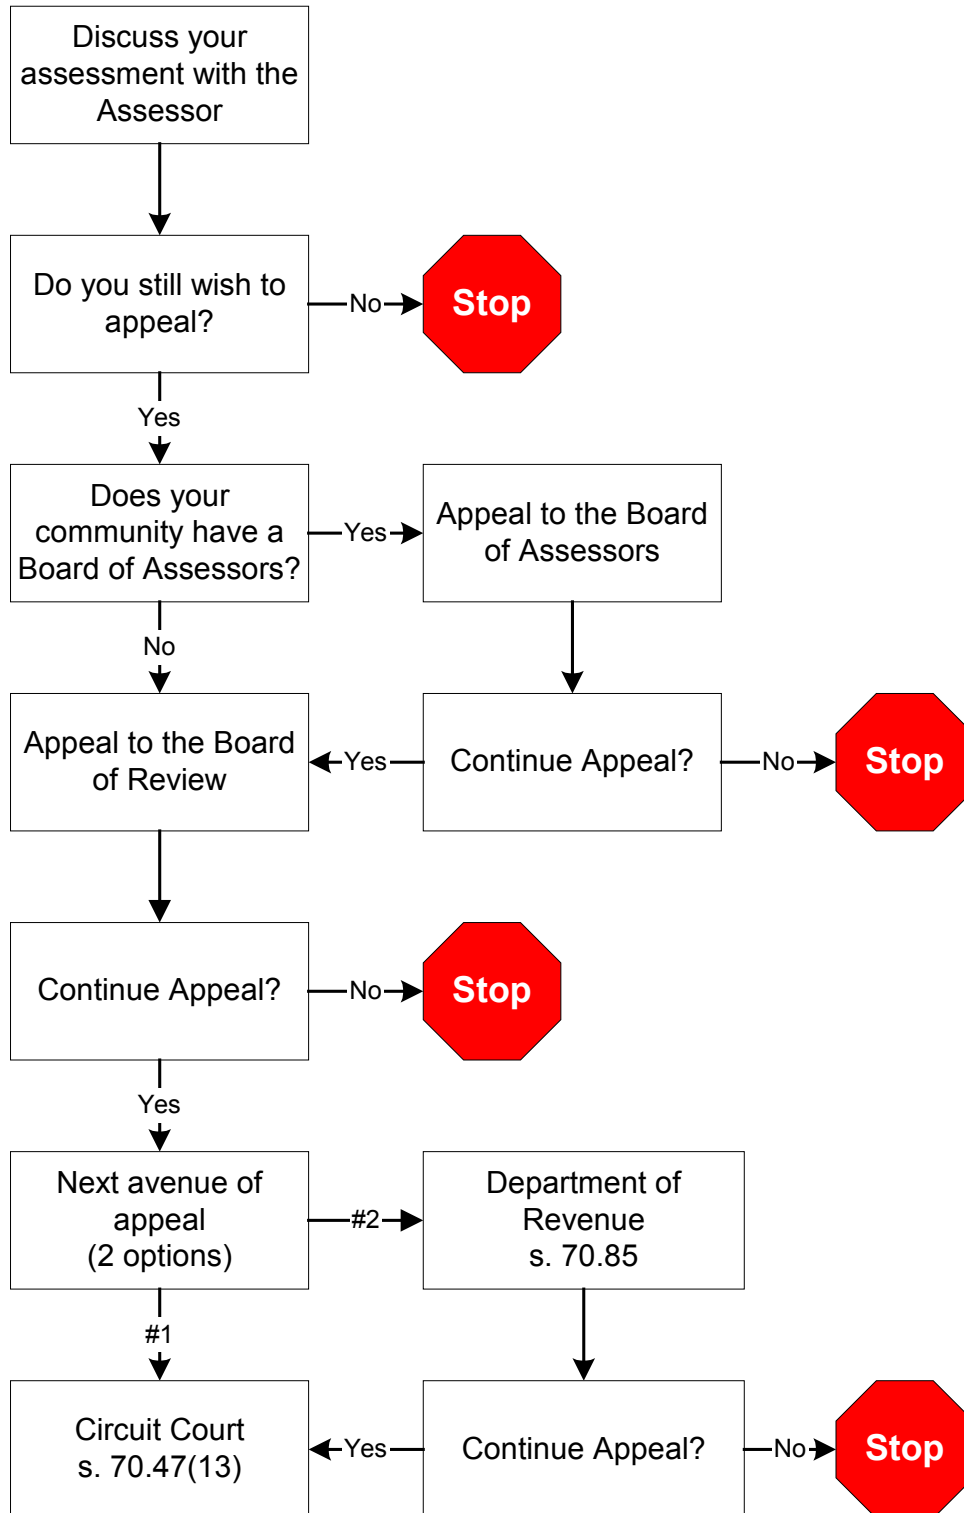 Discuss your
assessment with the
Assessor
Do you still wish to
appeal?
No
Stop
Yes
Does your
community have a
Board of Assessors?
Yes
Appeal to the Board
of Assessors
No
Appeal to the Board
of Review
Yes
Continue Appeal?
No
Stop
Continue Appeal?
No
Stop
Yes
Next avenue of
appeal
(2 options)
#2
Department of
Revenue
s. 70.85
#1
Circuit Court
s. 70.47(13)
Yes
Continue Appeal?
No
Stop